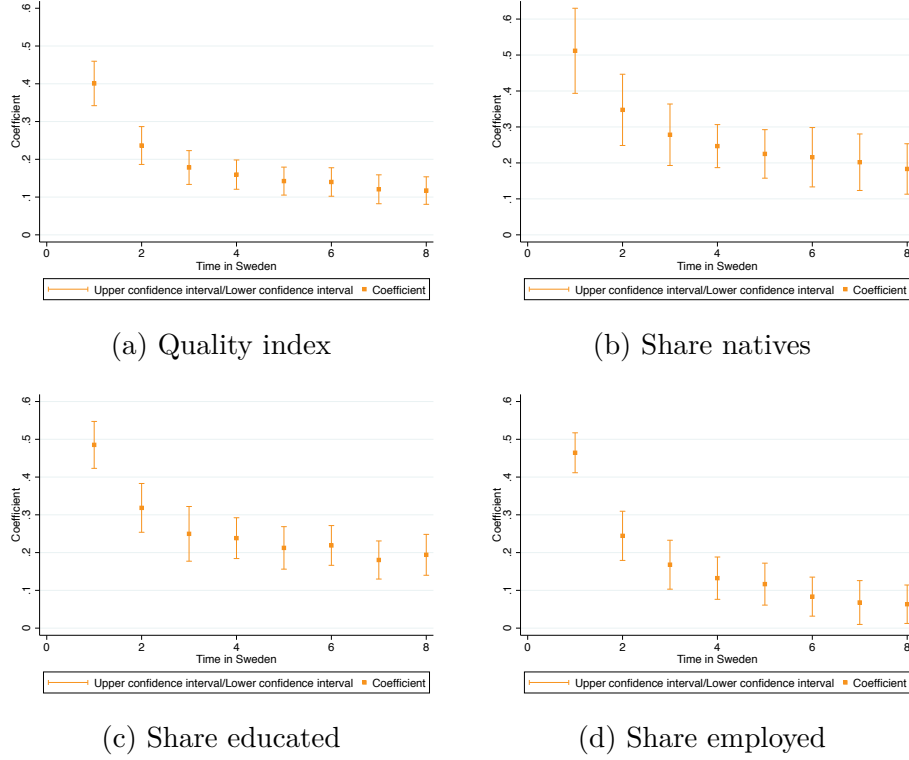 Coefficient
0 .1 .2 .3 .4 .5 .6
0 2 4 6 8
Time in Sweden
Upper confidence interval/Lower confidence interval Coefficient
(a) Quality index
Coefficient
0 .1 .2 .3 .4 .5 .6
0 2 4 6 8
Time in Sweden
Upper confidence interval/Lower confidence interval Coefficient
(b) Share natives
Coefficient
0 .1 .2 .3 .4 .5 .6
0 2 4 6 8
Time in Sweden
Upper confidence interval/Lower confidence interval Coefficient
(c) Share educated
Coefficient
0 .1 .2 .3 .4 .5 .6
0 2 4 6 8
Time in Sweden
Upper confidence interval/Lower confidence interval Coefficient
(d) Share employed